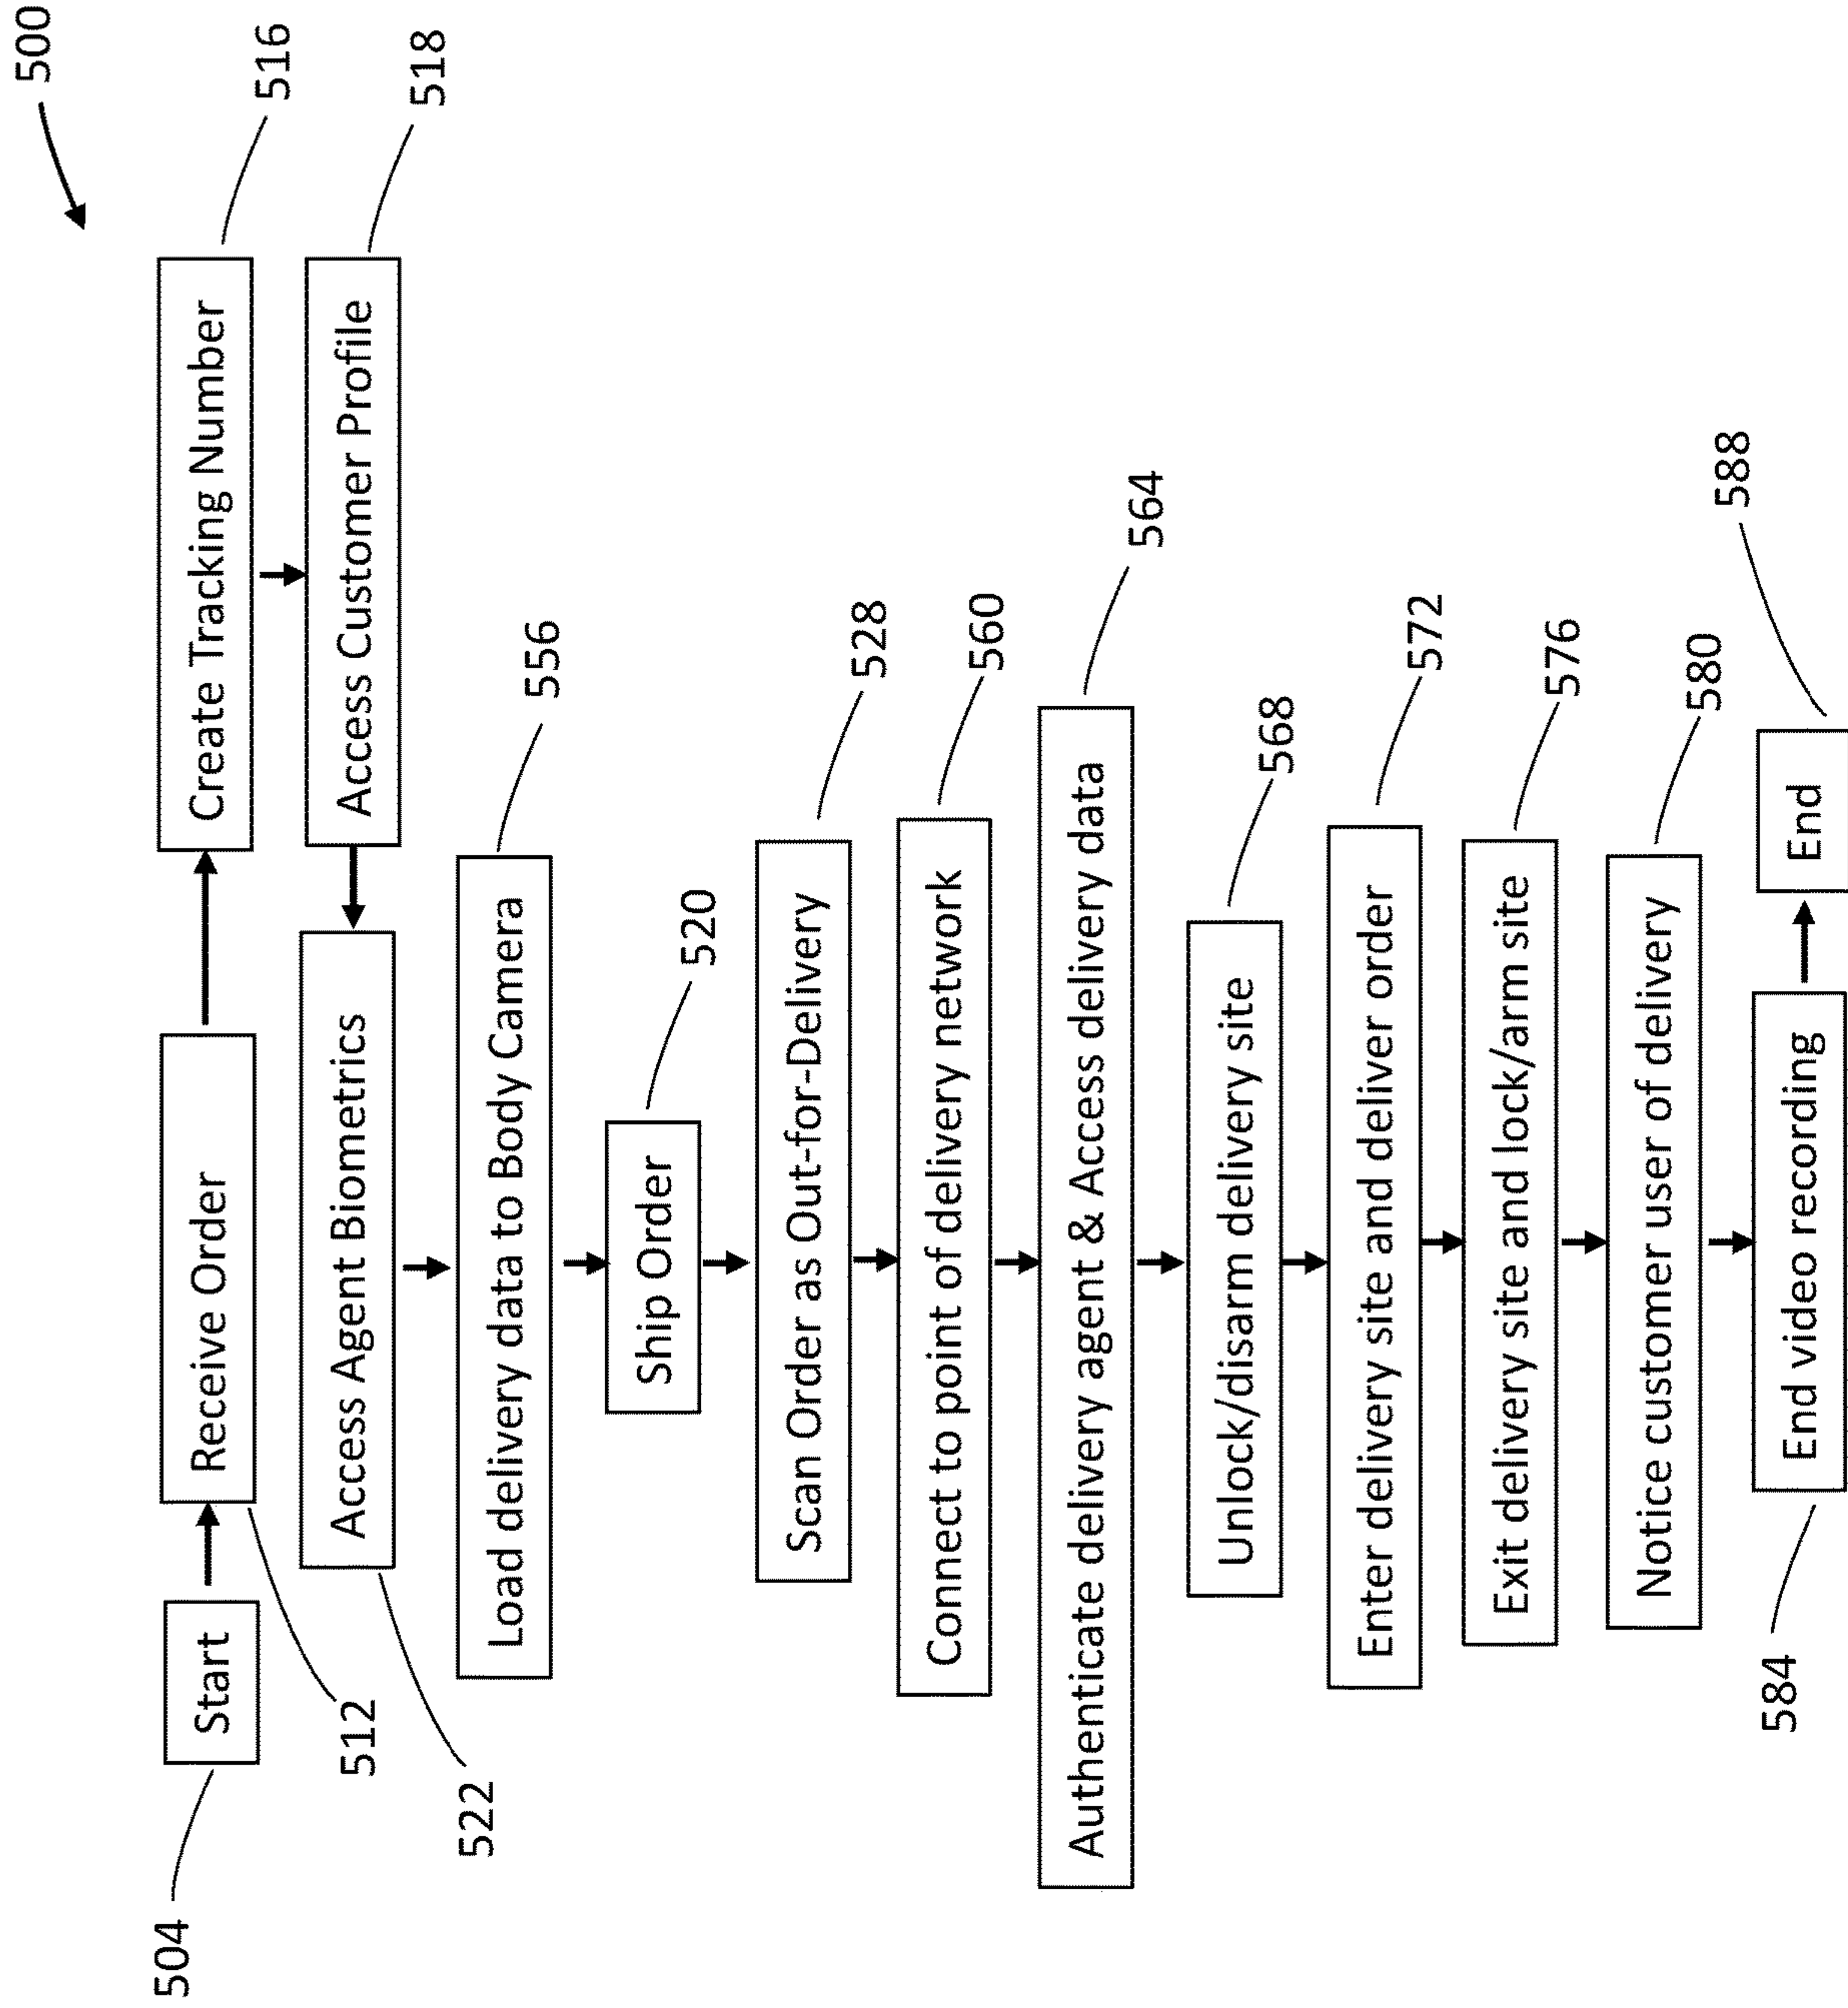 500
504
Start
512
Receive Order
516
Create Tracking Number
518
Access Customer Profile
522
Access Agent Biometrics
556
Load delivery data to Body Camera
520
Ship Order
528
Scan Order as Out-for-Delivery
560
Connect to point of delivery network
564
Authenticate delivery agent & Access delivery data
568
Unlock/disarm delivery site
572
Enter delivery site and deliver order
576
Exit delivery site and lock/arm site
580
Notice customer user of delivery
584
End video recording
588
End